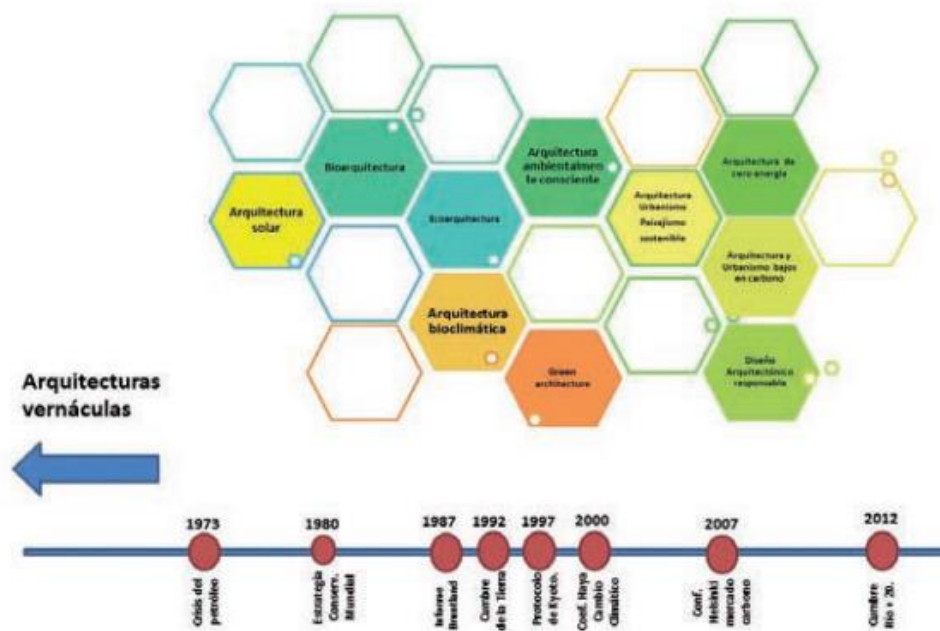 Bioarquitectura
Arquitectura
ambientalmen
te consciente
Arquitectura de
cero energía
Arquitectura
solar
Ecoarquitectura
Arquitectura
Urbanismo
Paisajismo
sostenible
Arquitectura y
Urbanismo bajos
en carbono
Arquitectura
bioclimática
Green
architecture
Diseño
Arquitectónico
responsable
Arquitecturas
vernáculas
1973
1980
1987
1992
1997
2000
2007
2012
Crisis del
petróleo
Estrategia
Conserv.
Mundial
Informe
Cumbre
de la Tierra
Protocolo
de Kyoto.
Conf. Haya
Cambio
Climático
Conf.
Helsinki
mercado
carbono
Cumbre
Rio + 20.